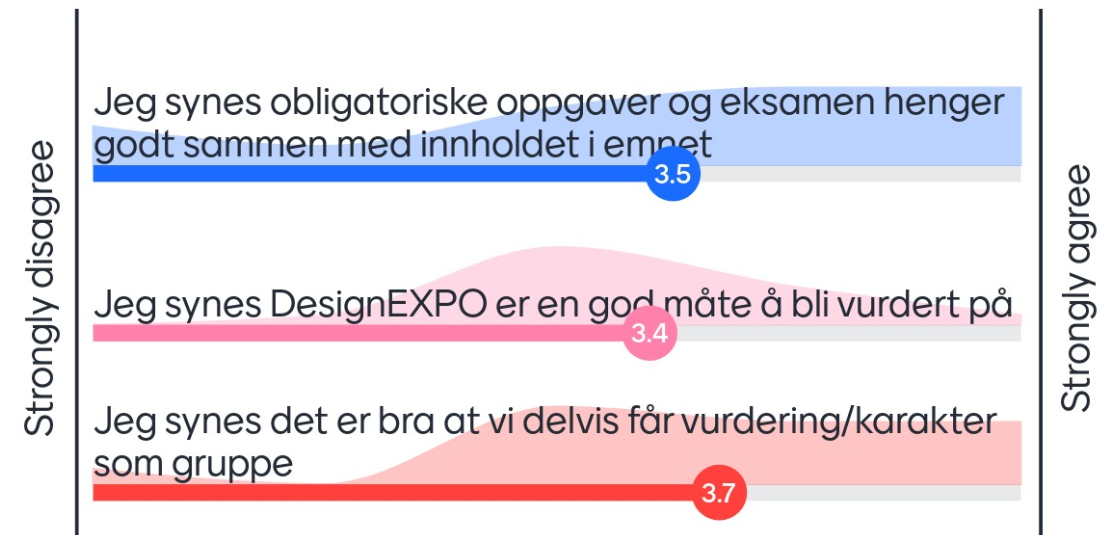 Strongly disagree
Jeg synes obligatoriske oppgaver og eksamen henger
godt sammen med innholdet i emnet
3.5
Jeg synes DesignEXPO er en god måte å bli vurdert på
3.4
Jeg synes det er bra at vi delvis får vurdering/karakter
som gruppe
3.7
Strongly agree